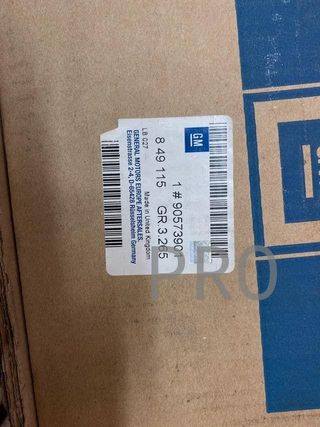 GM
1 # 90573901
8 49 115 GR.3.265
LB 027 Made in United Kingdom
GENERAL MOTORS EUROPE AFTERSALES
Eisenstrasse 2-4, D-65428 Rüsselsheim Germany
PRO